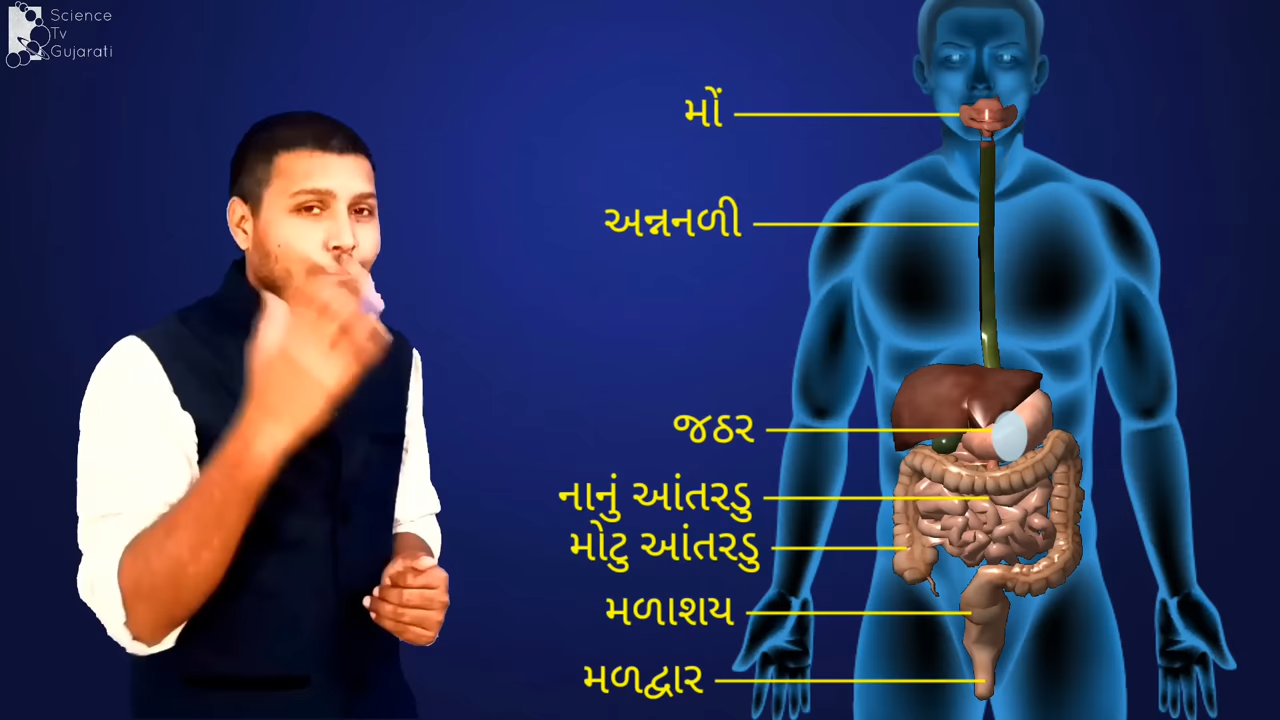 Science
Tv
Gujarati
મોં
અન્નનળી
જઠર
નાનું આંતરડુ
મોટુ આંતરડુ
મળાશય
મળદ્વાર